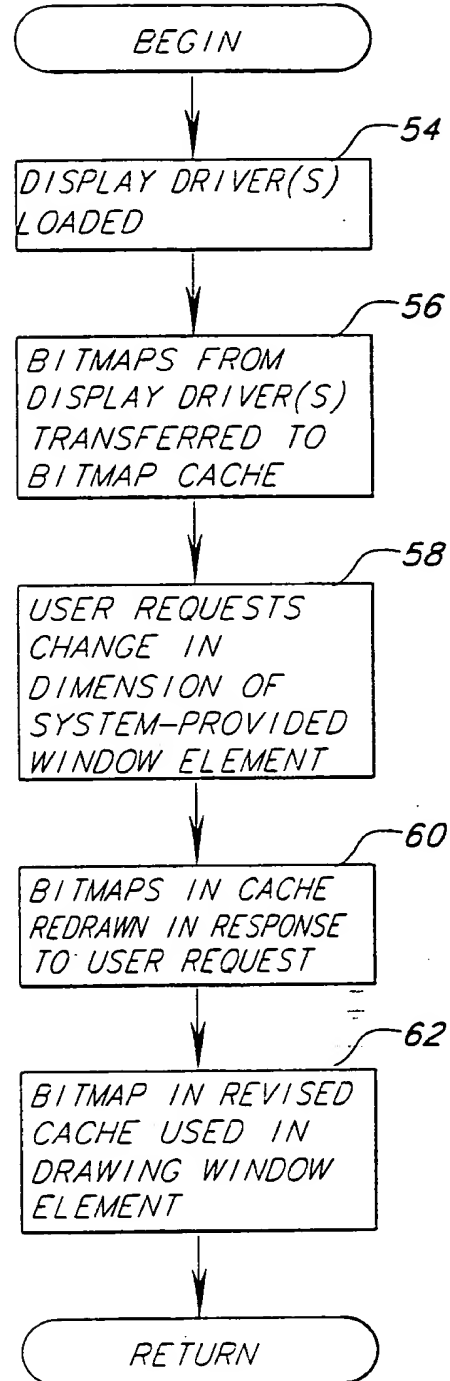 BEGIN
54
DISPLAY DRIVER(S)
LOADED
56
BITMAPS FROM
DISPLAY DRIVER(S)
TRANSFERRED TO
BITMAP CACHE
58
USER REQUESTS
CHANGE IN
DIMENSION OF
SYSTEM-PROVIDED
WINDOW ELEMENT
60
BITMAPS IN CACHE
REDRAWN IN RESPONSE
TO USER REQUEST
62
BITMAP IN REVISED
CACHE USED IN
DRAWING WINDOW
ELEMENT
RETURN